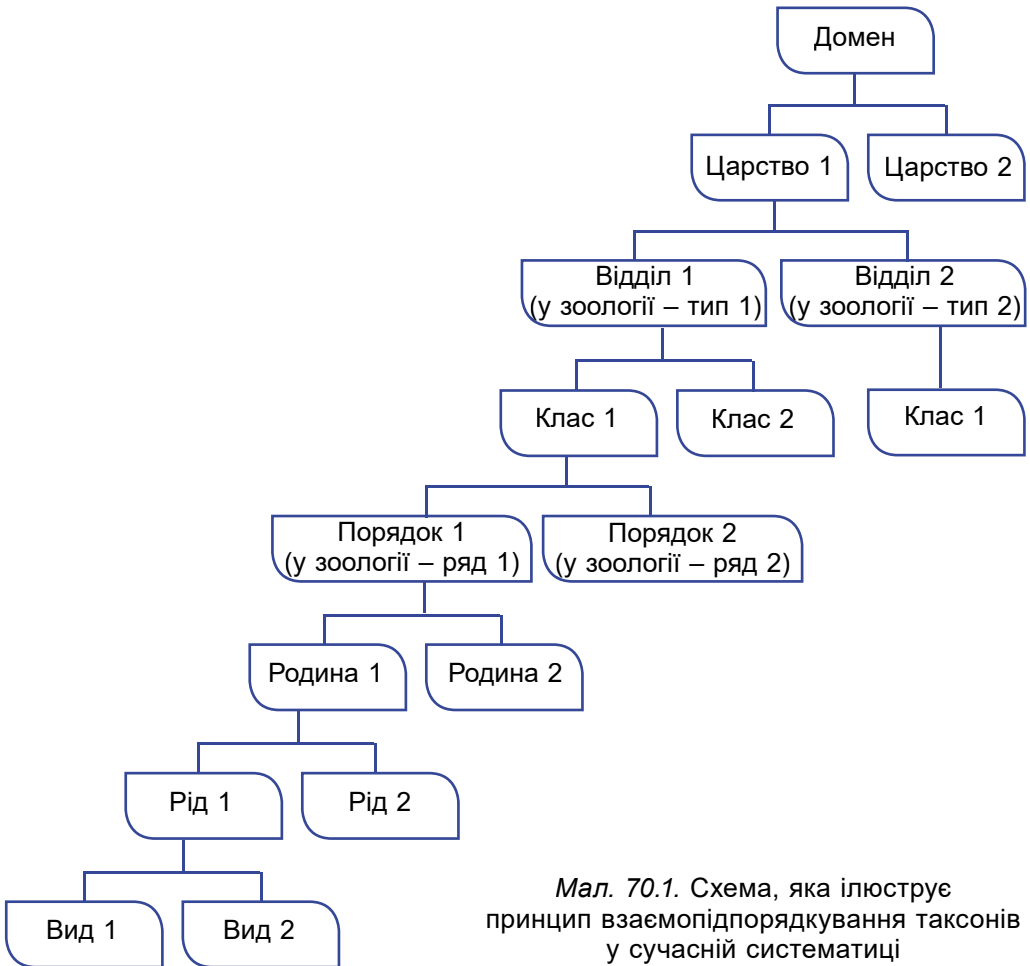 Домен
Царство 1
Царство 2
Відділ 1
(у зоології – тип 1)
Відділ 2
(у зоології – тип 2)
Клас 1
Клас 2
Клас 1
Порядок 1
(у зоології – ряд 1)
Порядок 2
(у зоології – ряд 2)
Родина 1
Родина 2
Рід 1
Рід 2
Вид 1
Вид 2
Мал. 70.1. Схема, яка ілюструє
принцип взаємопідпорядкування таксонів
у сучасній систематиці